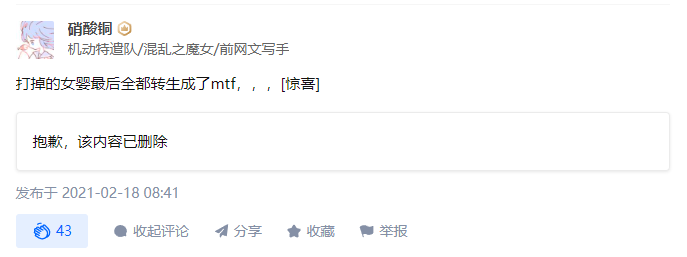 硝酸铜
机动特遣队/混乱之魔女/前网文写手
打掉的女婴最后全都转生成了mtf，，，[惊喜]
抱歉，该内容已删除
发布于 2021-02-18 08:41
43 收起评论 分享 收藏 举报